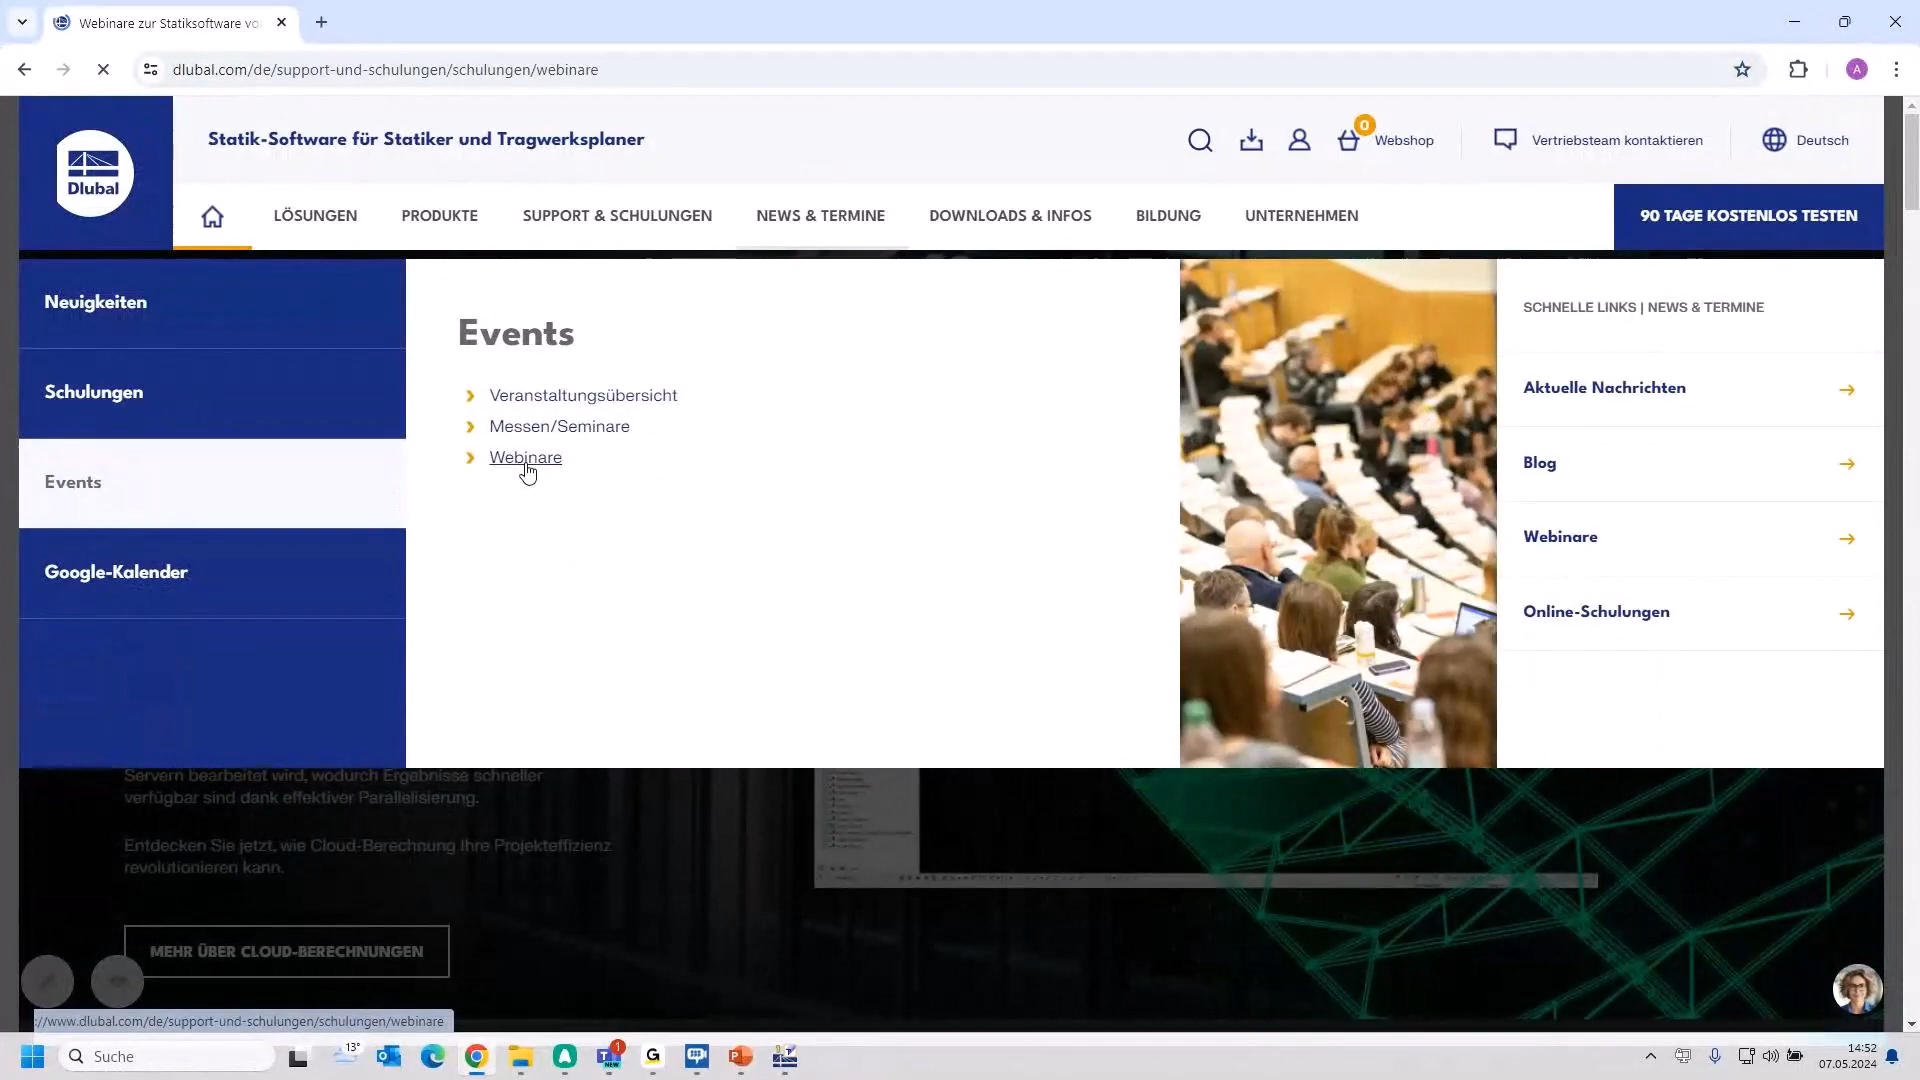 Webinare zur Statiksoftware vo
dlubal.com/de/support-und-schulungen/schulungen/webinare
Dlubal
Statik-Software für Statiker und Tragwerksplaner
0
Webshop
Vertriebsteam kontaktieren
Deutsch
LÖSUNGEN
PRODUKTE
SUPPORT & SCHULUNGEN
NEWS & TERMINE
DOWNLOADS & INFOS
BILDUNG
UNTERNEHMEN
90 TAGE KOSTENLOS TESTEN
Neuigkeiten
Schulungen
Events
Google-Kalender
Events
Veranstaltungsübersicht
Messen/Seminare
Webinare
SCHNELLE LINKS | NEWS & TERMINE
Aktuelle Nachrichten
Blog
Webinare
Online-Schulungen
Servern bearbeitet wird, wodurch Ergebnisse schneller
verfügbar sind dank effektiver Parallelisierung.
Entdecken Sie jetzt, wie Cloud-Berechnung Ihre Projekteffizienz
revolutionieren kann.
MEHR ÜBER CLOUD-BERECHNUNGEN
://www.dlubal.com/de/support-und-schulungen/schulungen/webinare
Suche
13°
1
NEW
14:52
07.05.2024